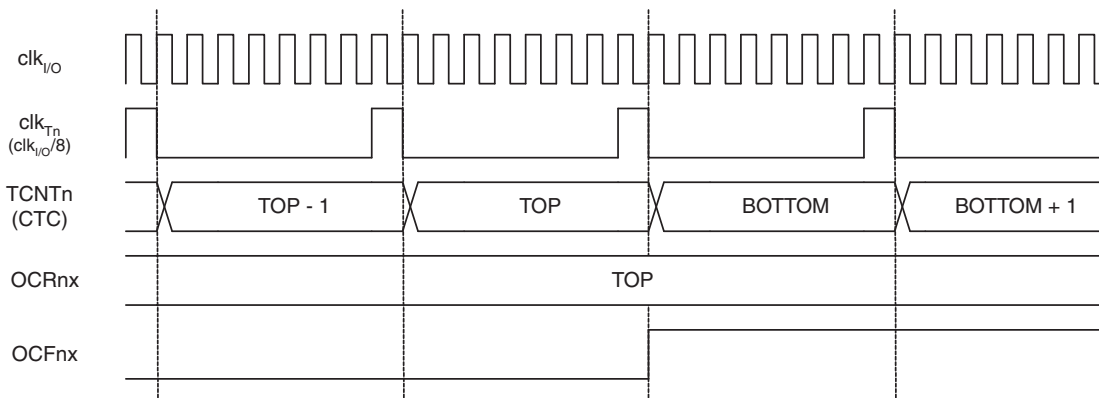 clkI/O
clkTn
(clkI/O/8)
TCNTn
(CTC)
TOP - 1
TOP
BOTTOM
BOTTOM + 1
OCRnx
TOP
OCFnx